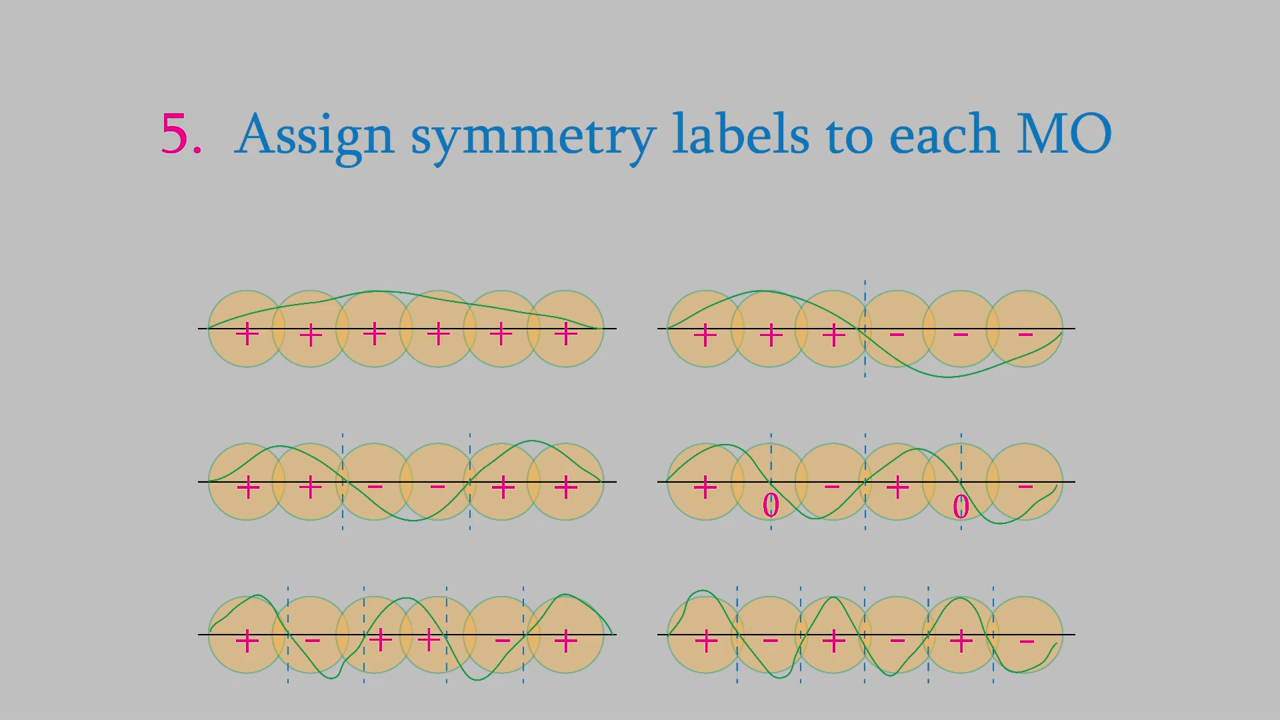 5. Assign symmetry labels to each MO
+ + + + + + + + + - - -
+ + - - + + + 0 - + 0 -
+ - + + - + + - + - + -